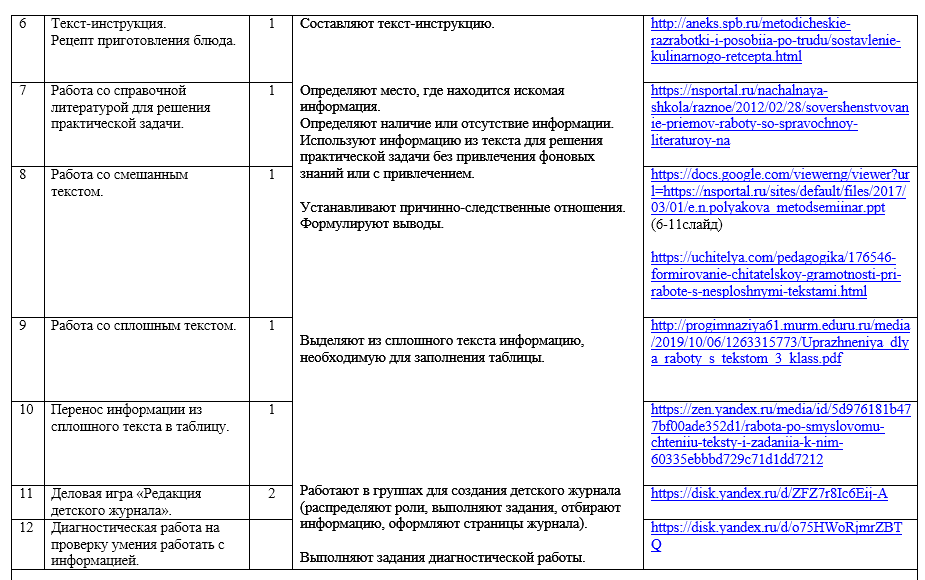 6
Текст-инструкция.
Рецепт приготовления блюда.
1
Составляют текст-инструкцию.
http://aneks.spb.ru/metodicheskie-
razrabotki-i-posobiia-po-trudu/sostavlenie-
kulinarnogo-retcepta.html
7
Работа со справочной
литературой для решения
практической задачи.
1
Определяют место, где находится искомая
информация.
Определяют наличие или отсутствие информации.
Используют информацию из текста для решения
практической задачи без привлечения фоновых
знаний или с привлечением.
https://nsportal.ru/nachalnaya-
shkola/raznoe/2012/02/28/sovershenstvovan
ie-priemov-raboty-so-spravochnoy-
literaturoy-na
8
Работа со смешанным
текстом.
1
Устанавливают причинно-следственные отношения.
Формулируют выводы.
https://docs.google.com/viewerng/viewer?ur
l=https://nsportal.ru/sites/default/files/2017/
03/01/e.n.polyakova_metodsemiinar.ppt
(6-11слайд)
https://uchitelya.com/pedagogika/176546-
formirovanie-chitatelskoy-gramotnosti-pri-
rabote-s-nesploshnymi-tekstami.html
9
Работа со сплошным текстом.
1
Выделяют из сплошного текста информацию,
необходимую для заполнения таблицы.
http://progimnaziya61.murm.eduru.ru/media
/2019/10/06/1263315773/Uprazhneniya_dly
a_raboty_s_tekstom_3_klass.pdf
10
Перенос информации из
сплошного текста в таблицу.
1
https://zen.yandex.ru/media/id/5d976181b47
7bf00ade352d1/rabota-po-smyslovomu-
chteniiu-teksty-i-zadaniia-k-nim-
60335ebbbd729c71d1dd7212
11
Деловая игра «Редакция
детского журнала».
2
Работают в группах для создания детского журнала
(распределяют роли, выполняют задания, отбирают
информацию, оформляют страницы журнала).
https://disk.yandex.ru/d/ZFZ7r8Ic6Eij-A
12
Диагностическая работа на
проверку умения работать с
информацией.
Выполняют задания диагностической работы.
https://disk.yandex.ru/d/o75HWoRjmrZBT
Q